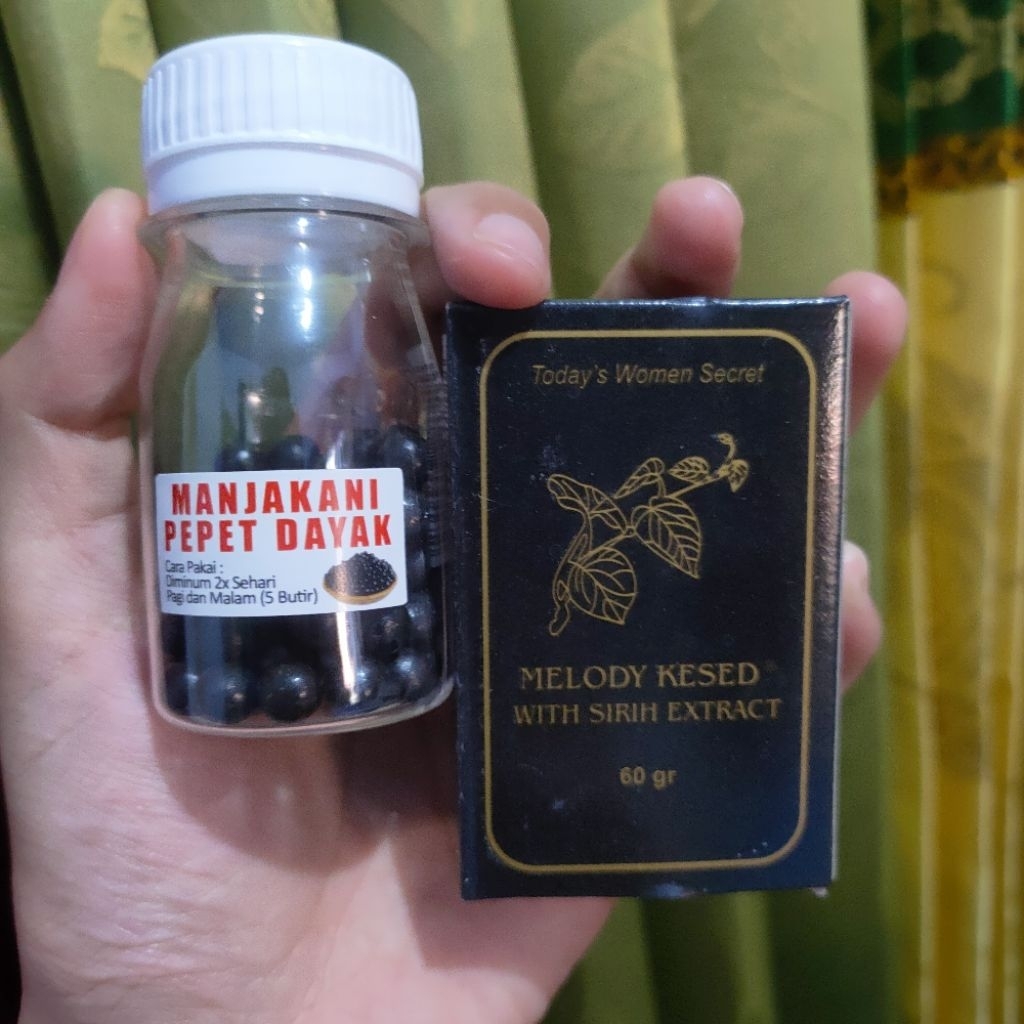 MANJAKANI
PEPET DAYAK
Cara Pakai :
Diminum 2x Sehari
Pagi dan Malam (5 Butir)
Today's Women Secret
MELODY KESED®
WITH SIRIH EXTRACT
60 gr